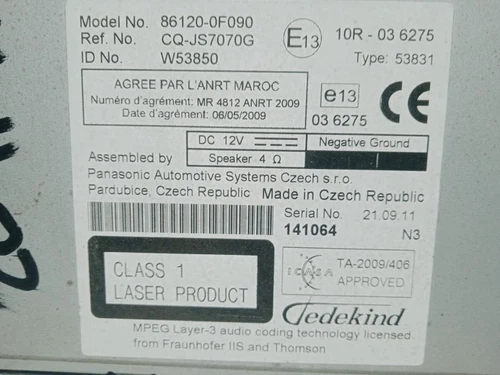 Model No. 86120-0F090
Ref. No. CQ-JS7070G
ID No. W53850
E13
10R - 03 6275
Type: 53831
AGREE PAR L'ANRT MAROC
Numéro d'agrément: MR 4812 ANRT 2009
Date d'agrément: 06/05/2009
e13
03 6275
CE
DC 12V
Negative Ground
Speaker 4 Ω
Assembled by
Panasonic Automotive Systems Czech s.r.o.
Pardubice, Czech Republic Made in Czech Republic
Serial No. 21.09.11
141064 N3
CLASS 1
LASER PRODUCT
ICASA
TA-2009/406
APPROVED
Gedekind
MPEG Layer-3 audio coding technology licensed
from Fraunhofer IIS and Thomson